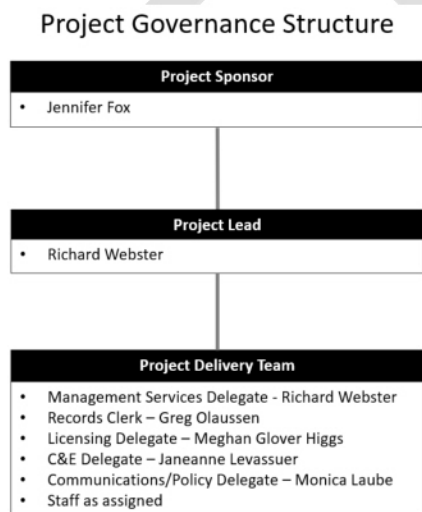 Project Governance Structure
Project Sponsor
• Jennifer Fox
Project Lead
• Richard Webster
Project Delivery Team
• Management Services Delegate - Richard Webster
• Records Clerk – Greg Olaussen
• Licensing Delegate – Meghan Glover Higgs
• C&E Delegate – Janeanne Levassuer
• Communications/Policy Delegate – Monica Laube
• Staff as assigned